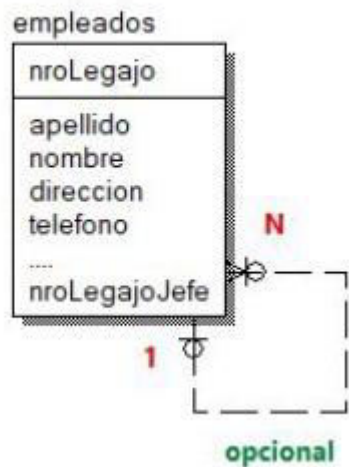 empleados
nroLegajo
apellido
nombre
direccion
telefono
....
nroLegajoJefe
N
1
opcional